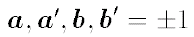 a, a′, b, b′ = ±1